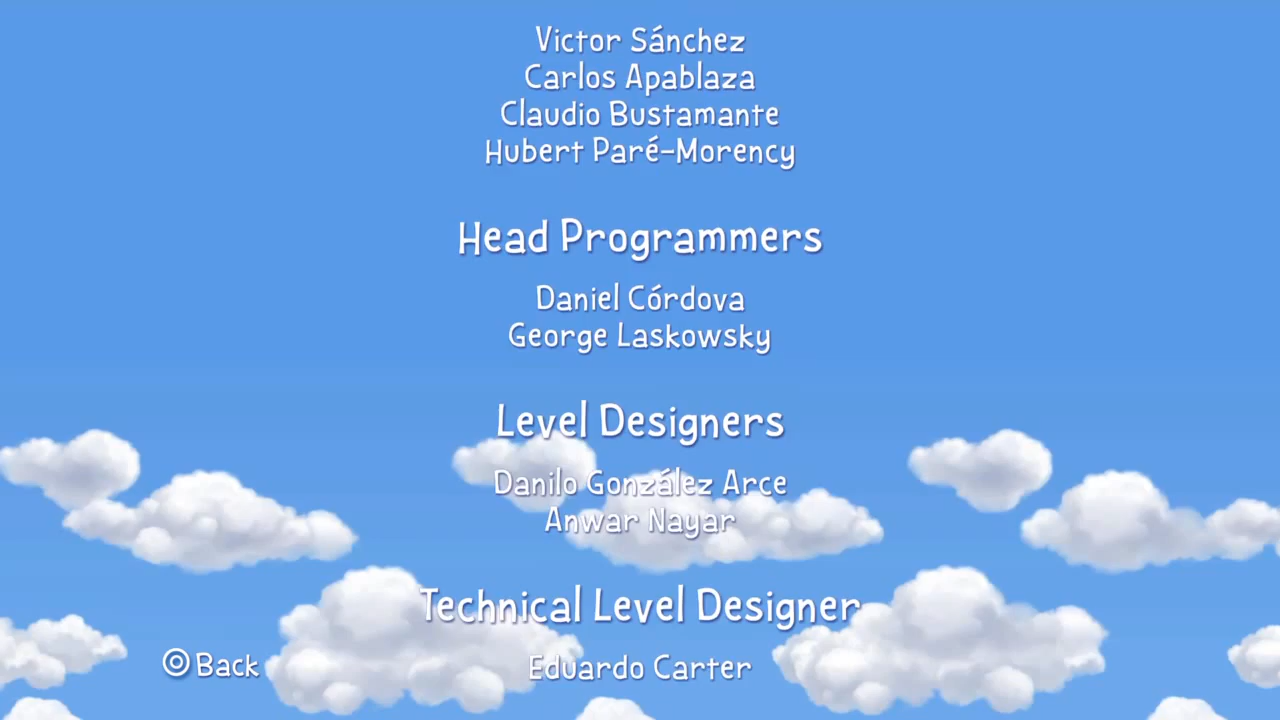 Victor Sánchez
Carlos Apablaza
Claudio Bustamante
Hubert Paré-Morency
Head Programmers
Daniel Córdova
George Laskowsky
Level Designers
Danilo González Arce
Anwar Nayar
Technical Level Designer
Eduardo Carter
Back